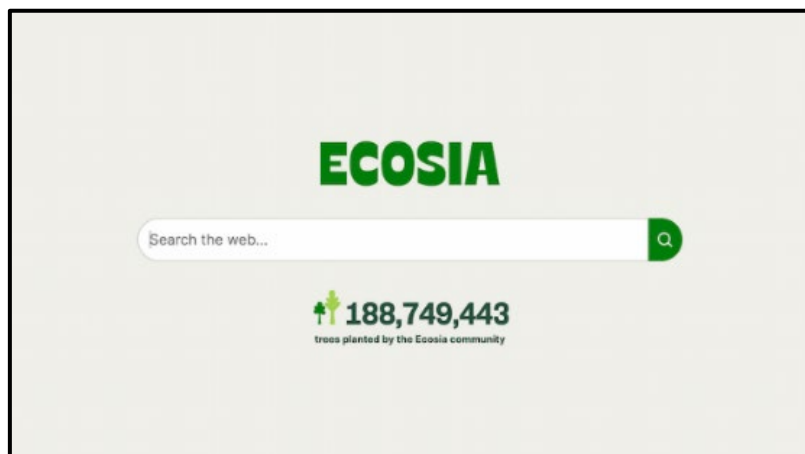 ECOSIA
Search the web...
188,749,443
trees planted by the Ecosia community